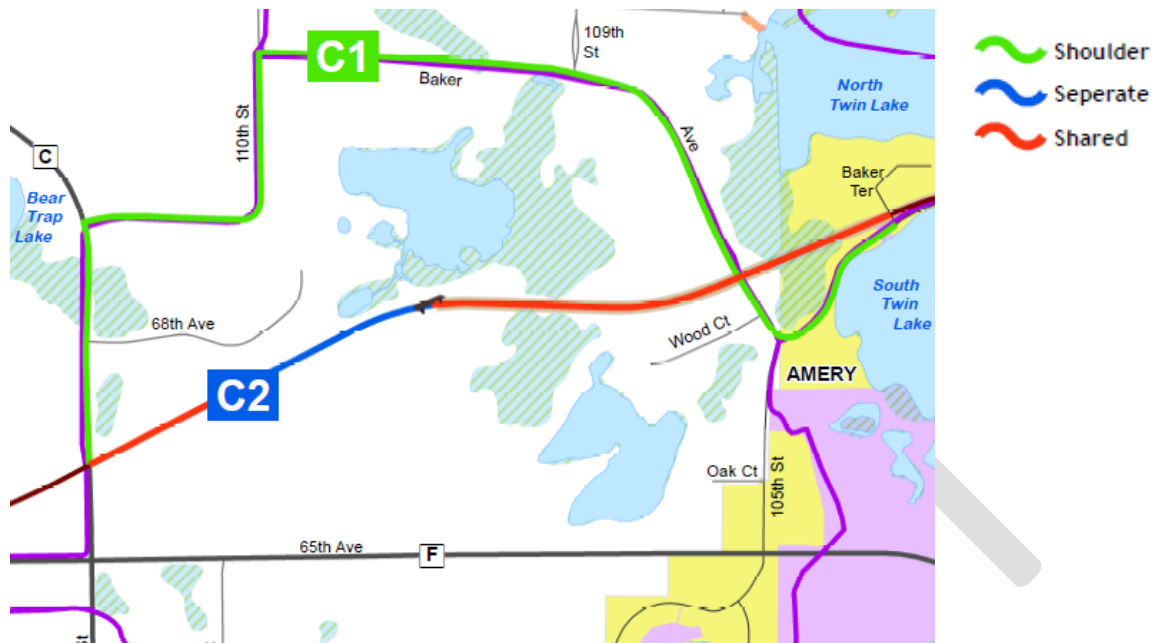 C1
109th
St
Baker
Ave
110th St
C
Bear
Trap
Lake
North
Twin Lake
Baker
Ter
South
Twin
Lake
68th Ave
Wood Ct
C2
AMERY
Oak Ct
105th St
65th Ave
F
St
Shoulder
Seperate
Shared